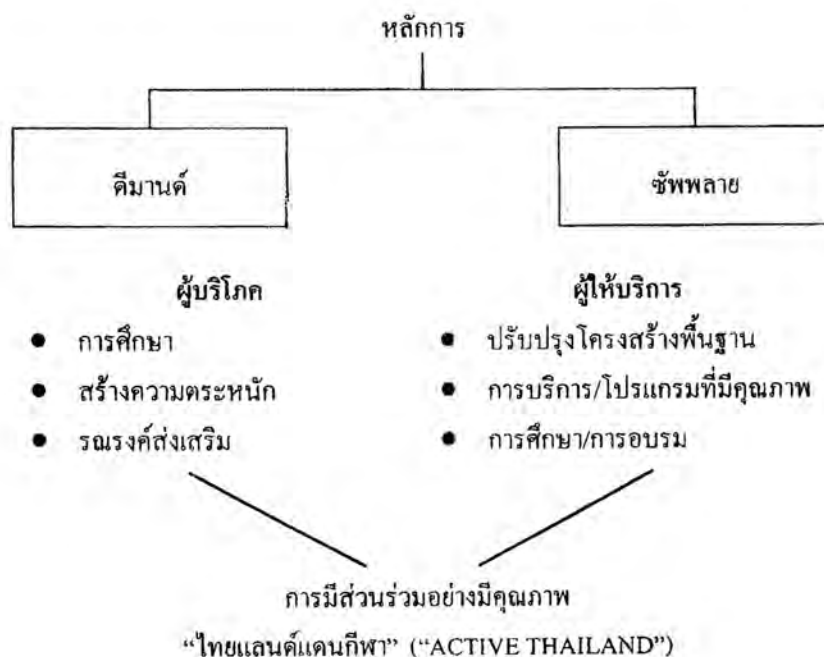 หลักการ
ดีมานด์
ซัพพลาย
ผู้บริโภค
● การศึกษา
● สร้างความตระหนัก
● รณรงค์ส่งเสริม
ผู้ให้บริการ
● ปรับปรุงโครงสร้างพื้นฐาน
● การบริการ/โปรแกรมที่มีคุณภาพ
● การศึกษา/การอบรม
การมีส่วนร่วมอย่างมีคุณภาพ
“ไทยแลนด์แดนกีฬา” (“ACTIVE THAILAND”)